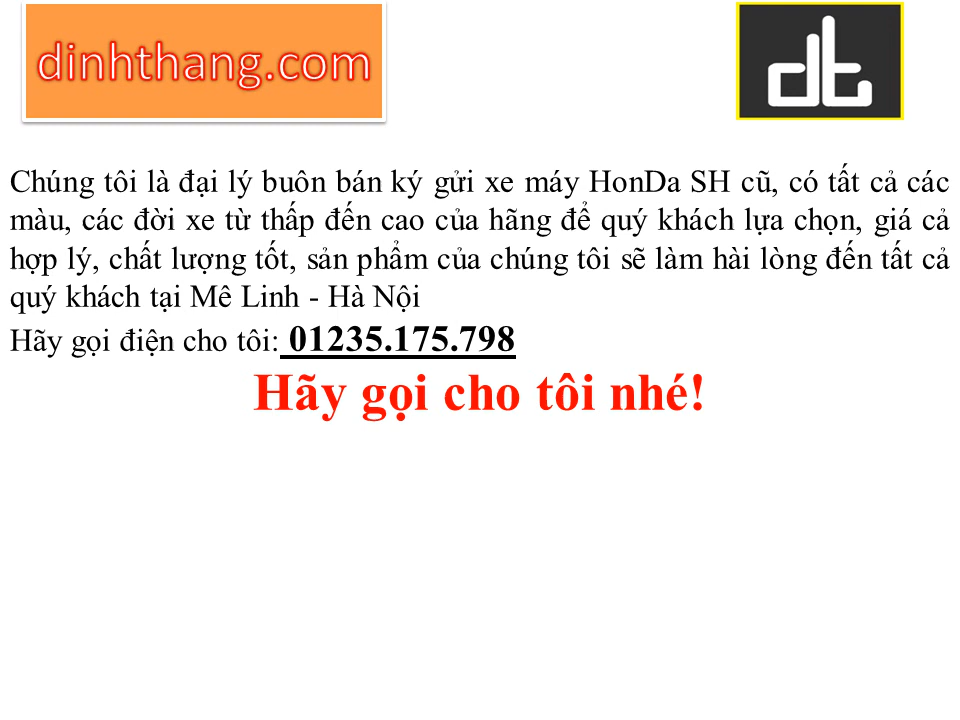 dinhthang.com
dt
Chúng tôi là đại lý buôn bán ký gửi xe máy HonDa SH cũ, có tất cả các
màu, các đời xe từ thấp đến cao của hãng để quý khách lựa chọn, giá cả
hợp lý, chất lượng tốt, sản phẩm của chúng tôi sẽ làm hài lòng đến tất cả
quý khách tại Mê Linh - Hà Nội
Hãy gọi điện cho tôi: 01235.175.798
Hãy gọi cho tôi nhé!